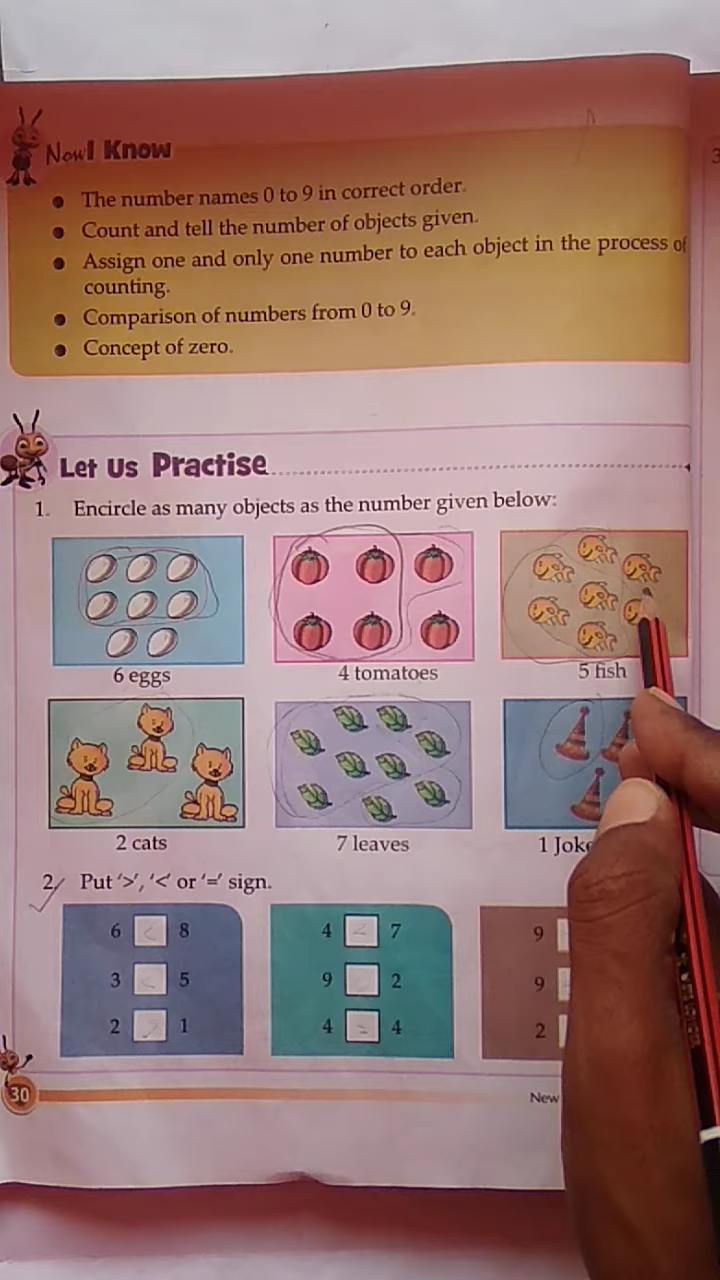 Now I Know
The number names 0 to 9 in correct order.
Count and tell the number of objects given.
Assign one and only one number to each object in the process of
counting.
Comparison of numbers from 0 to 9.
Concept of zero.
Let Us Practise
1. Encircle as many objects as the number given below:
6 eggs 4 tomatoes 5 fish
2 cats 7 leaves 1
2. Put '>', '<' or '=' sign.
6 < 8 4 < 7 9
3 < 5 9 2 9
2 > 1 4 = 4 2
30
New